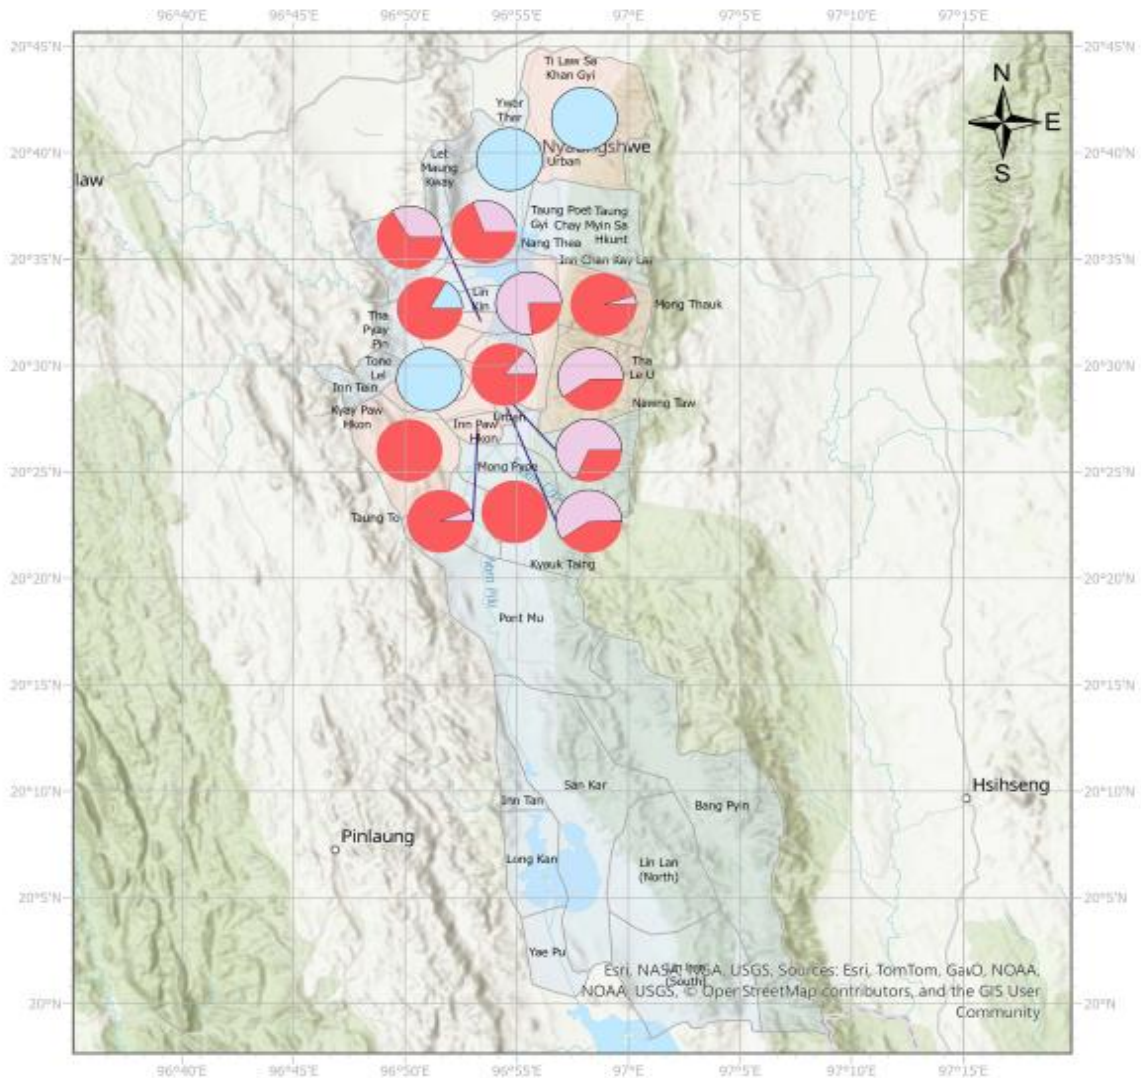 96°40'E 96°45'E 96°50'E 96°55'E 97°E 97°5'E 97°10'E 97°15'E
20°45'N 20°45'N
Ti Law Sa
Khan Gyi
N
E
S
Ywar
Thar
20°40'N 20°40'N
Nyaungshwe
Urban
Let
Maung
Kway
law
Taung Poet Taung
Gyi Chay Myin Sa
Hkunt
Nang Thea
20°35'N 20°35'N
Inn Chan Kay Lar
Lin
Kin
Mong Thauk
Tha
Pyay
Pin
20°30'N 20°30'N
Tone
Lel
Tha
Le U
Inn Tein
Nawng Taw
Kyay Paw
Hkon
Urban
Inn Paw
Hkon
20°25'N 20°25'N
Mong Pyoe
Taung To
Kyauk Taing
20°20'N 20°20'N
Pont Mu
20°15'N 20°15'N
San Kar
Hsihseng
20°10'N 20°10'N
Inn Tan
Bang Pyin
Pinlaung
Long Kan
Lin Lan
(North)
20°5'N 20°5'N
Yae Pu
(South)
Esri, NASA, NGA, USGS, Sources: Esri, TomTom, GaiO, NOAA,
NOAA, USGS, © OpenStreetMap contributors, and the GIS User
Community
20°N 20°N
96°40'E 96°45'E 96°50'E 96°55'E 97°E 97°5'E 97°10'E 97°15'E